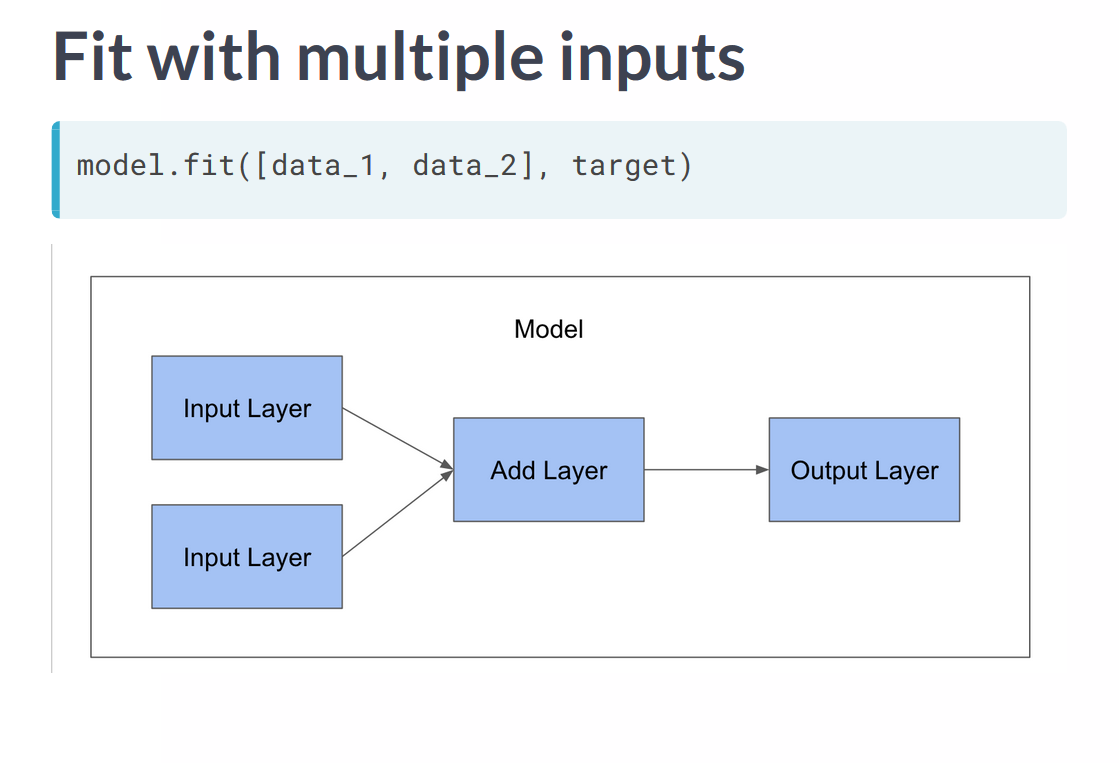 Fit with multiple inputs
model.fit([data_1, data_2], target)
Model
Input Layer
Input Layer
Add Layer
Output Layer